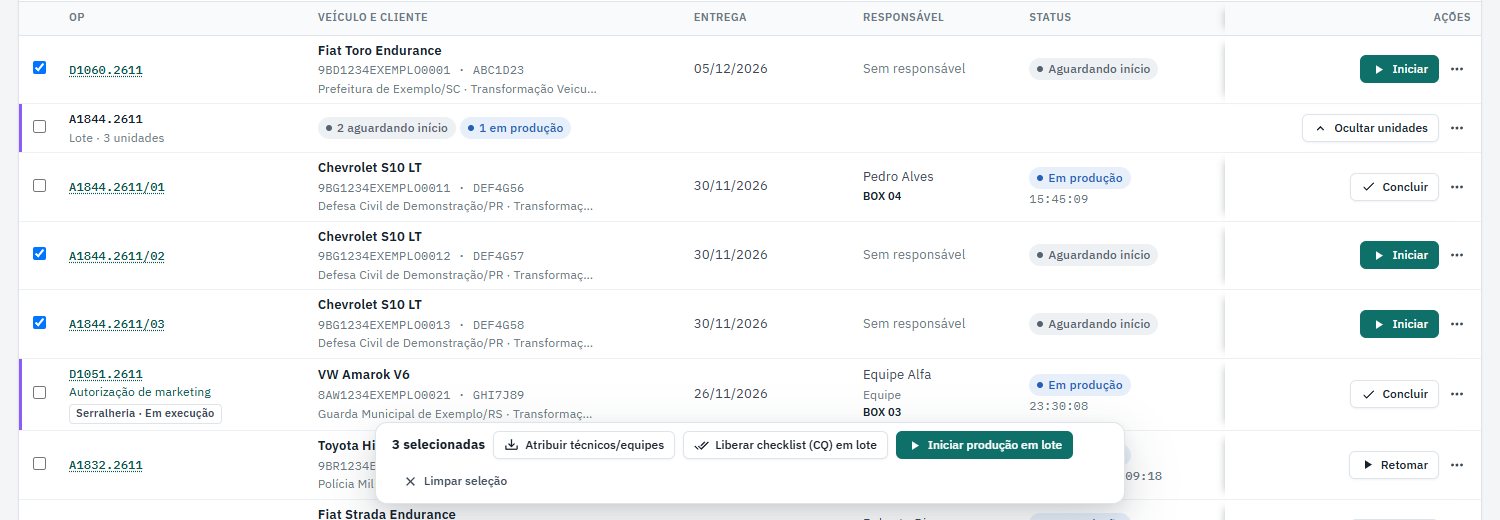 OP VEÍCULO E CLIENTE ENTREGA RESPONSÁVEL STATUS AÇÕES
Fiat Toro Endurance
D1060.2611 9BD1234EXEMPLO0001 · ABC1D23 05/12/2026 Sem responsável Aguardando início Iniciar
Prefeitura de Exemplo/SC · Transformação Veicu...
A1844.2611
Lote · 3 unidades 2 aguardando início 1 em produção Ocultar unidades
Chevrolet S10 LT
A1844.2611/01 9BG1234EXEMPLO0011 · DEF4G56 30/11/2026 Pedro Alves Em produção Concluir
Defesa Civil de Demonstração/PR · Transformaç... BOX 04 15:45:09
Chevrolet S10 LT
A1844.2611/02 9BG1234EXEMPLO0012 · DEF4G57 30/11/2026 Sem responsável Aguardando início Iniciar
Defesa Civil de Demonstração/PR · Transformaç...
Chevrolet S10 LT
A1844.2611/03 9BG1234EXEMPLO0013 · DEF4G58 30/11/2026 Sem responsável Aguardando início Iniciar
Defesa Civil de Demonstração/PR · Transformaç...
D1051.2611 VW Amarok V6 Equipe Alfa
Autorização de marketing 8AW1234EXEMPLO0021 · GHI7J89 26/11/2026 Equipe Em produção Concluir
Serralheria · Em execução Guarda Municipal de Exemplo/RS · Transformaç... BOX 03 23:30:08
Toyota Hi
3 selecionadas Atribuir técnicos/equipes Liberar checklist (CQ) em lote Iniciar produção em lote
A1832.2611 9BR1234E Retomar
Polícia Mil Limpar seleção 09:18
Fiat Strada Endurance